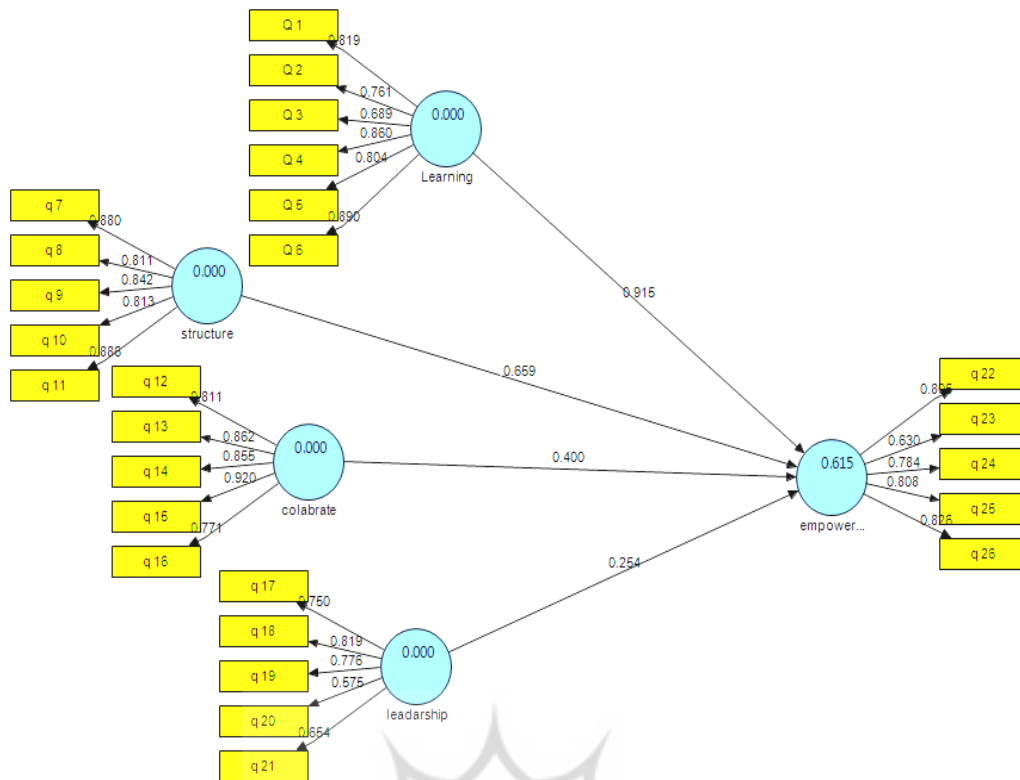 Q 1
0.819
Q 2
0.761
0.000
Q 3
0.689
0.860
Q 4
0.804
Learning
Q 5
0.890
Q 6
q 7
0.880
q 8
0.811
0.000
q 9
0.842
0.813
q 10
structure
0.886
q 11
0.915
0.659
q 12
0.811
q 13
0.862
0.000
0.855
q 14
0.920
colabrate
q 15
0.771
q 16
0.400
q 22
q 23
0.630
0.615
0.784
q 24
0.808
empower...
q 25
0.826
q 26
0.254
q 17
0.750
q 18
0.819
0.000
0.776
q 19
0.575
leadarship
q 20
0.654
q 21